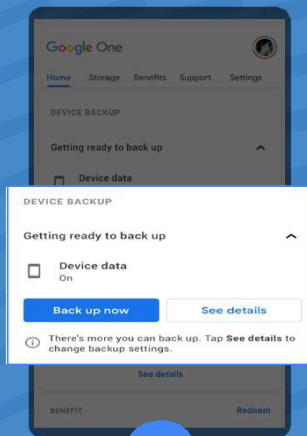 Google One
Home Storage Benefits Support Settings
DEVICE BACKUP
Getting ready to back up
Device data
DEVICE BACKUP
Getting ready to back up
Device data
On
Back up now See details
There's more you can back up. Tap See details to
change backup settings.
See details
BENEFIT Redeem